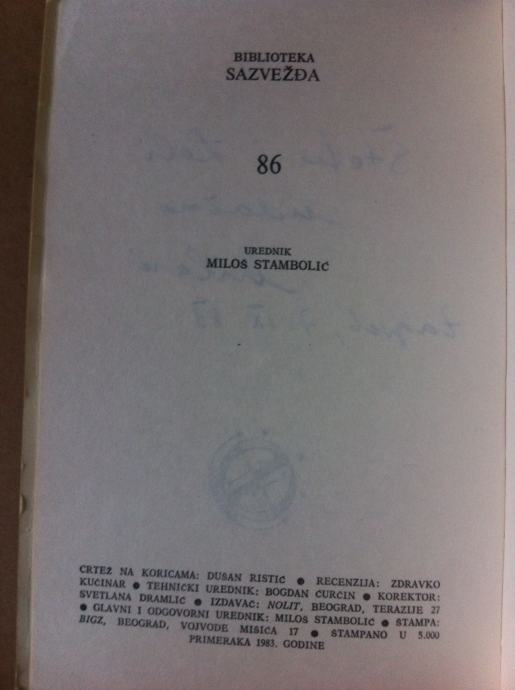 BIBLIOTEKA
SAZVEŽĐA
86
UREDNIK
MILOŠ STAMBOLIĆ
CRTEŽ NA KORICAMA: DUŠAN RISTIĆ ● RECENZIJA: ZDRAVKO
KUČINAR ● TEHNIČKI UREDNIK: BOGDAN ĆURČIN ● KOREKTOR:
SVETLANA DRAMLIĆ ● IZDAVAČ: NOLIT, BEOGRAD, TERAZIJE 27
● GLAVNI I ODGOVORNI UREDNIK: MILOŠ STAMBOLIĆ ● ŠTAMPA:
BIGZ, BEOGRAD, VOJVODE MIŠIĆA 17 ● ŠTAMPANO U 5.000
PRIMERAKA 1983. GODINE